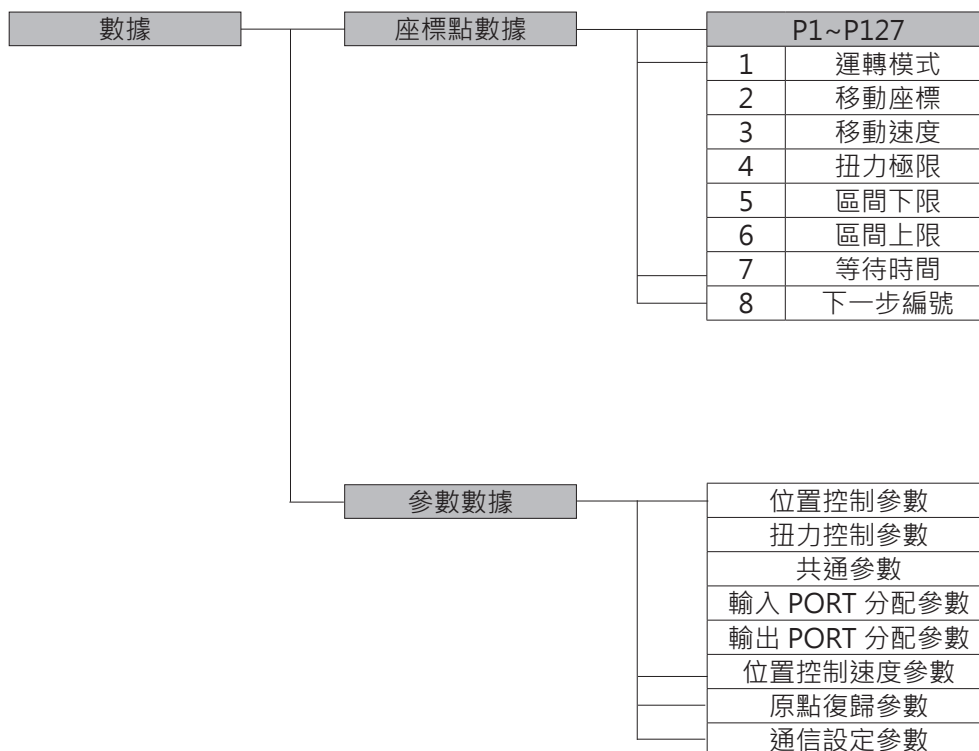 數據
座標點數據
P1~P127
1 運轉模式
2 移動座標
3 移動速度
4 扭力極限
5 區間下限
6 區間上限
7 等待時間
8 下一步編號
參數數據
位置控制參數
扭力控制參數
共通參數
輸入 PORT 分配參數
輸出 PORT 分配參數
位置控制速度參數
原點復歸參數
通信設定參數